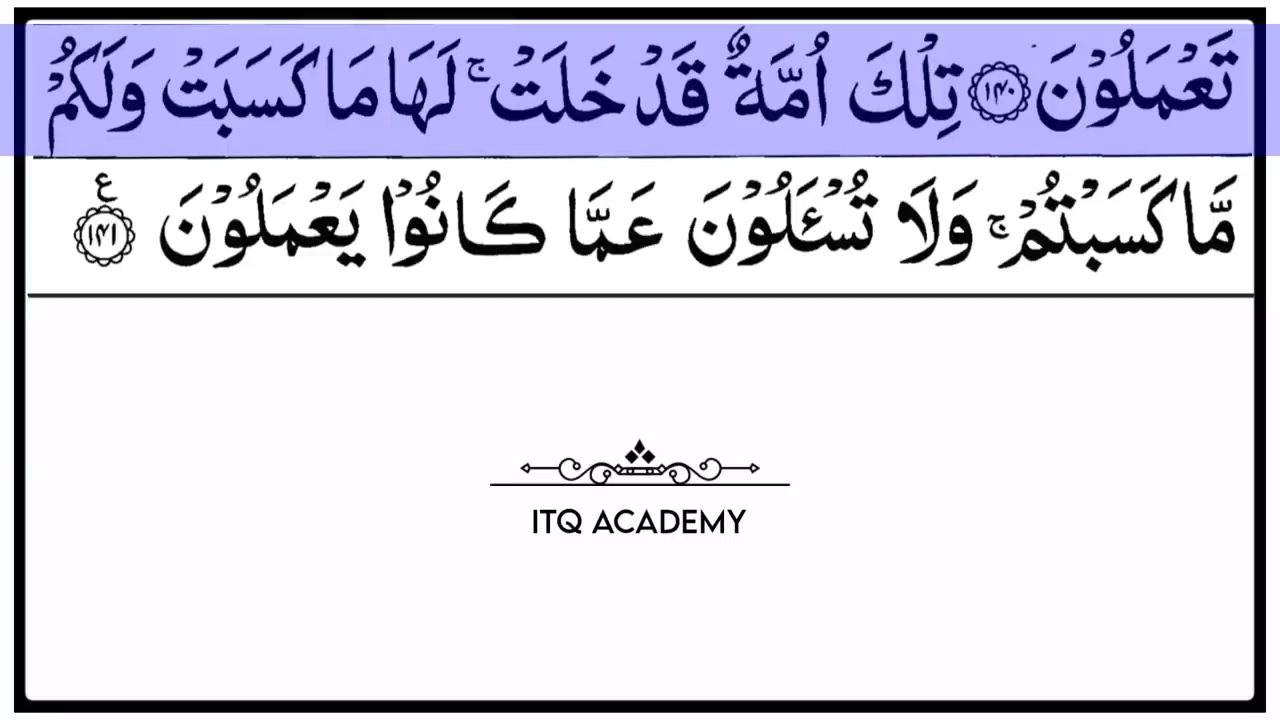 تَعْمَلُوْنَ ۝۱۴۰ تِلْكَ اُمَّةٌ قَدْ خَلَتْ ۚ لَهَا مَا كَسَبَتْ وَلَكُمْ
مَّا كَسَبْتُمْ ۚ وَلَا تُسْـَٔلُوْنَ عَمَّا كَانُوْا يَعْمَلُوْنَ ۝۱۴۱ ع
ITQ ACADEMY